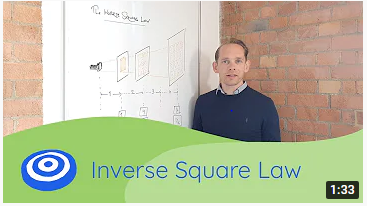 The Inverse Square Law
Inverse Square Law
1:33